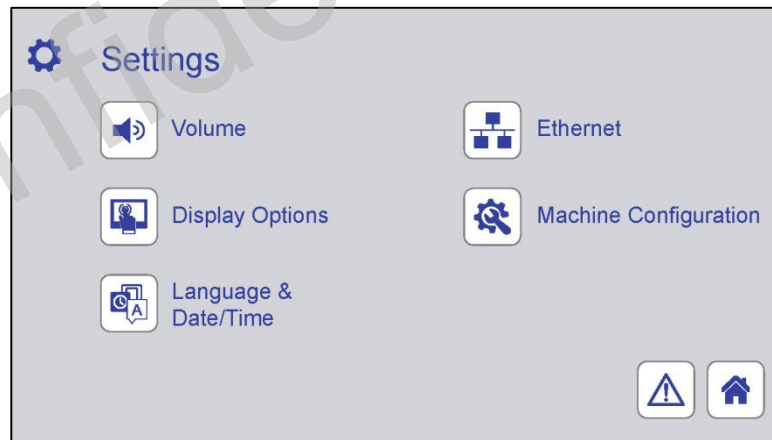 Settings
Volume
Ethernet
Display Options
Machine Configuration
Language &
Date/Time
A